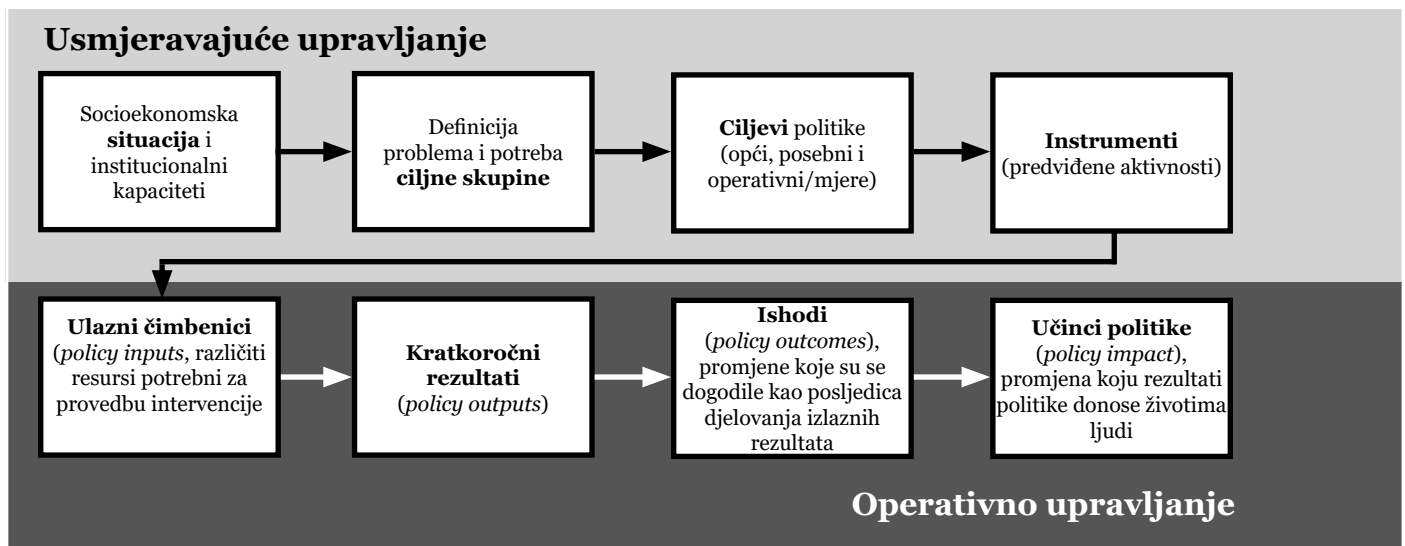 Usmjeravajuće upravljanje
Socioekonomska
situacija i
institucionalni
kapaciteti
Definicija
problema i potreba
ciljne skupine
Ciljevi politike
(opći, posebni i
operativni/mjere)
Instrumenti
(predviđene aktivnosti)
Ulazni čimbenici
(policy inputs, različiti
resursi potrebni za
provedbu intervencije
Kratkoročni
rezultati
(policy outputs)
Ishodi
(policy outcomes),
promjene koje su se
dogodile kao posljedica
djelovanja izlaznih
rezultata
Učinci politike
(policy impact),
promjena koju rezultati
politike donose životima
ljudi
Operativno upravljanje